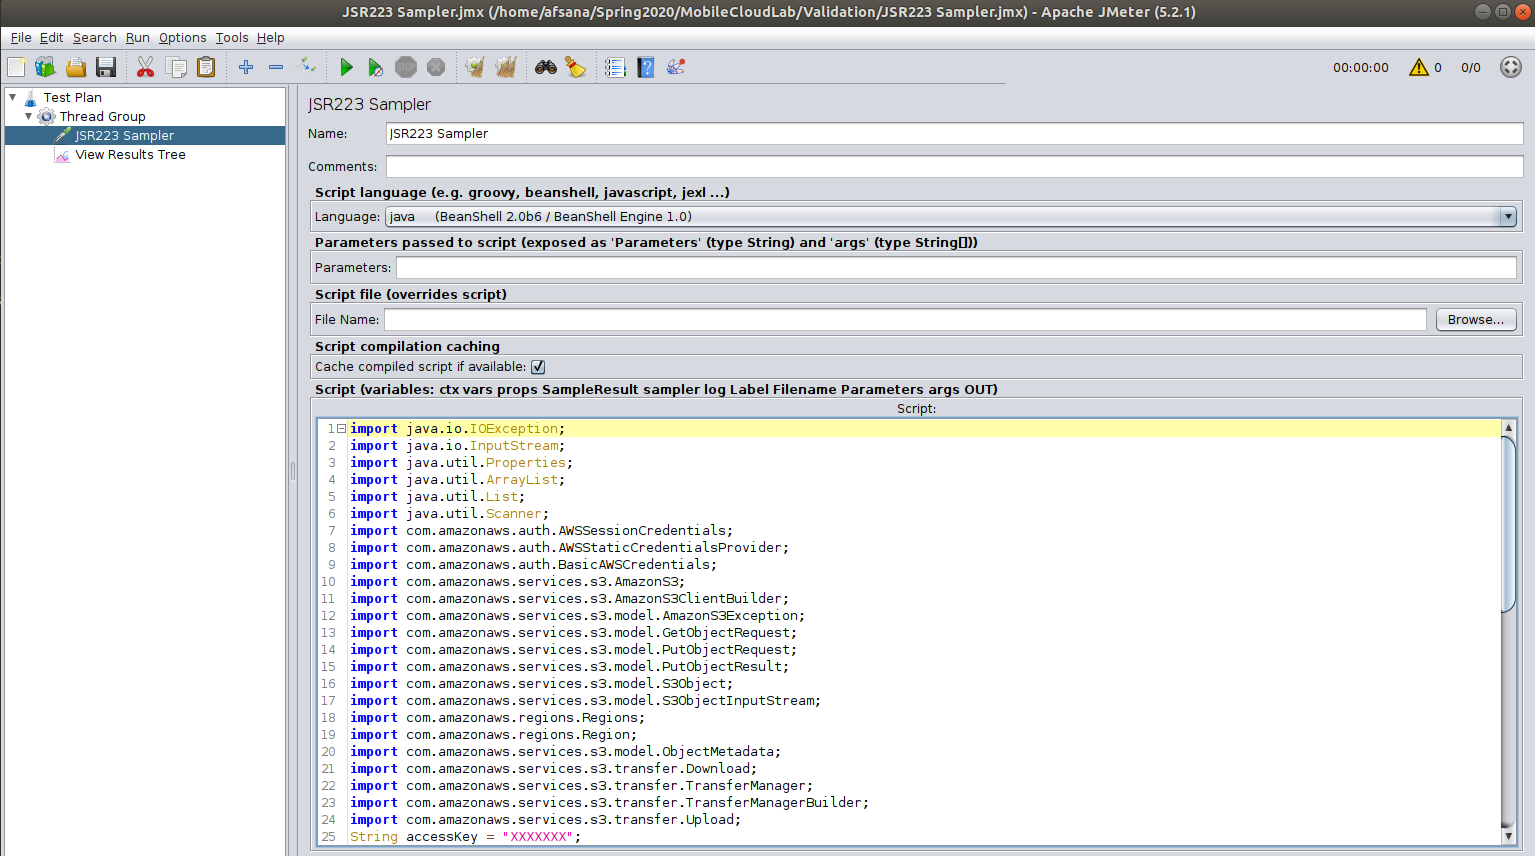 JSR223 Sampler.jmx (/home/afsana/Spring2020/MobileCloudLab/Validation/JSR223 Sampler.jmx) - Apache JMeter (5.2.1)
File Edit Search Run Options Tools Help
00:00:00 0 0/0
Test Plan
Thread Group
JSR223 Sampler
View Results Tree
JSR223 Sampler
Name: JSR223 Sampler
Comments:
Script language (e.g. groovy, beanshell, javascript, jexl ...)
Language: java (BeanShell 2.0b6 / BeanShell Engine 1.0)
Parameters passed to script (exposed as 'Parameters' (type String) and 'args' (type String[]))
Parameters:
Script file (overrides script)
File Name: Browse...
Script compilation caching
Cache compiled script if available:
Script (variables: ctx vars props SampleResult sampler log Label Filename Parameters args OUT)
Script:
1 import java.io.IOException;
2 import java.io.InputStream;
3 import java.util.Properties;
4 import java.util.ArrayList;
5 import java.util.List;
6 import java.util.Scanner;
7 import com.amazonaws.auth.AWSSessionCredentials;
8 import com.amazonaws.auth.AWSStaticCredentialsProvider;
9 import com.amazonaws.auth.BasicAWSCredentials;
10 import com.amazonaws.services.s3.AmazonS3;
11 import com.amazonaws.services.s3.AmazonS3ClientBuilder;
12 import com.amazonaws.services.s3.model.AmazonS3Exception;
13 import com.amazonaws.services.s3.model.GetObjectRequest;
14 import com.amazonaws.services.s3.model.PutObjectRequest;
15 import com.amazonaws.services.s3.model.PutObjectResult;
16 import com.amazonaws.services.s3.model.S3Object;
17 import com.amazonaws.services.s3.model.S3ObjectInputStream;
18 import com.amazonaws.regions.Regions;
19 import com.amazonaws.regions.Region;
20 import com.amazonaws.services.s3.model.ObjectMetadata;
21 import com.amazonaws.services.s3.transfer.Download;
22 import com.amazonaws.services.s3.transfer.TransferManager;
23 import com.amazonaws.services.s3.transfer.TransferManagerBuilder;
24 import com.amazonaws.services.s3.transfer.Upload;
25 String accessKey = "XXXXXXX";